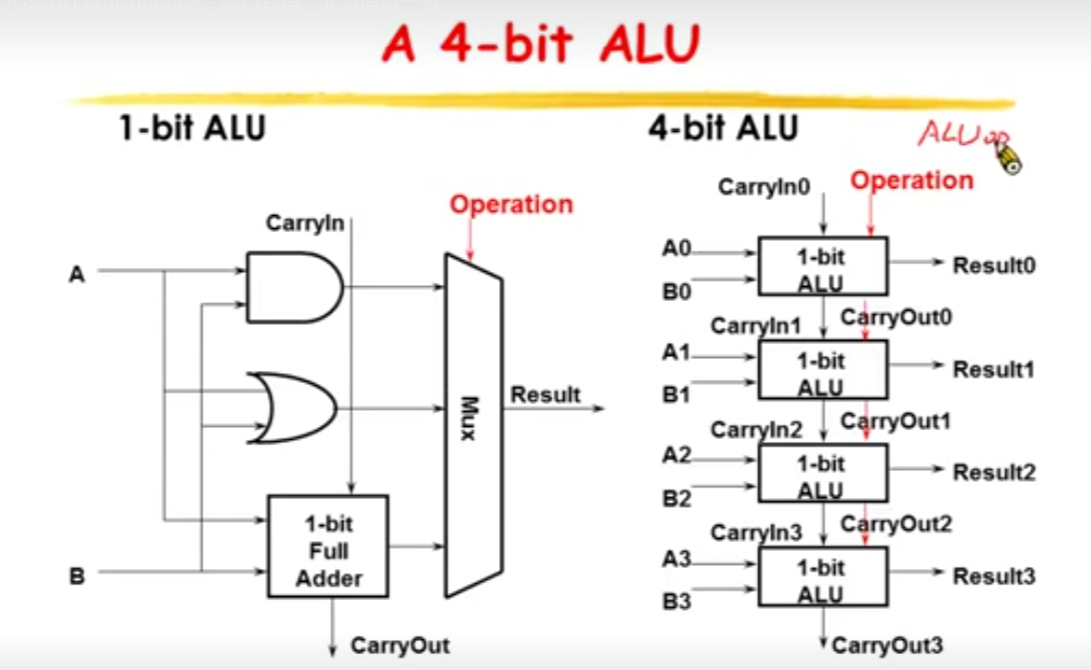 A 4-bit ALU
1-bit ALU
CarryIn
Operation
A
B
Mux
Result
1-bit
Full
Adder
CarryOut
4-bit ALU
ALUop
CarryIn0
Operation
A0
B0
1-bit
ALU
Result0
CarryIn1
CarryOut0
A1
B1
1-bit
ALU
Result1
CarryIn2
CarryOut1
A2
B2
1-bit
ALU
Result2
CarryIn3
CarryOut2
A3
B3
1-bit
ALU
Result3
CarryOut3